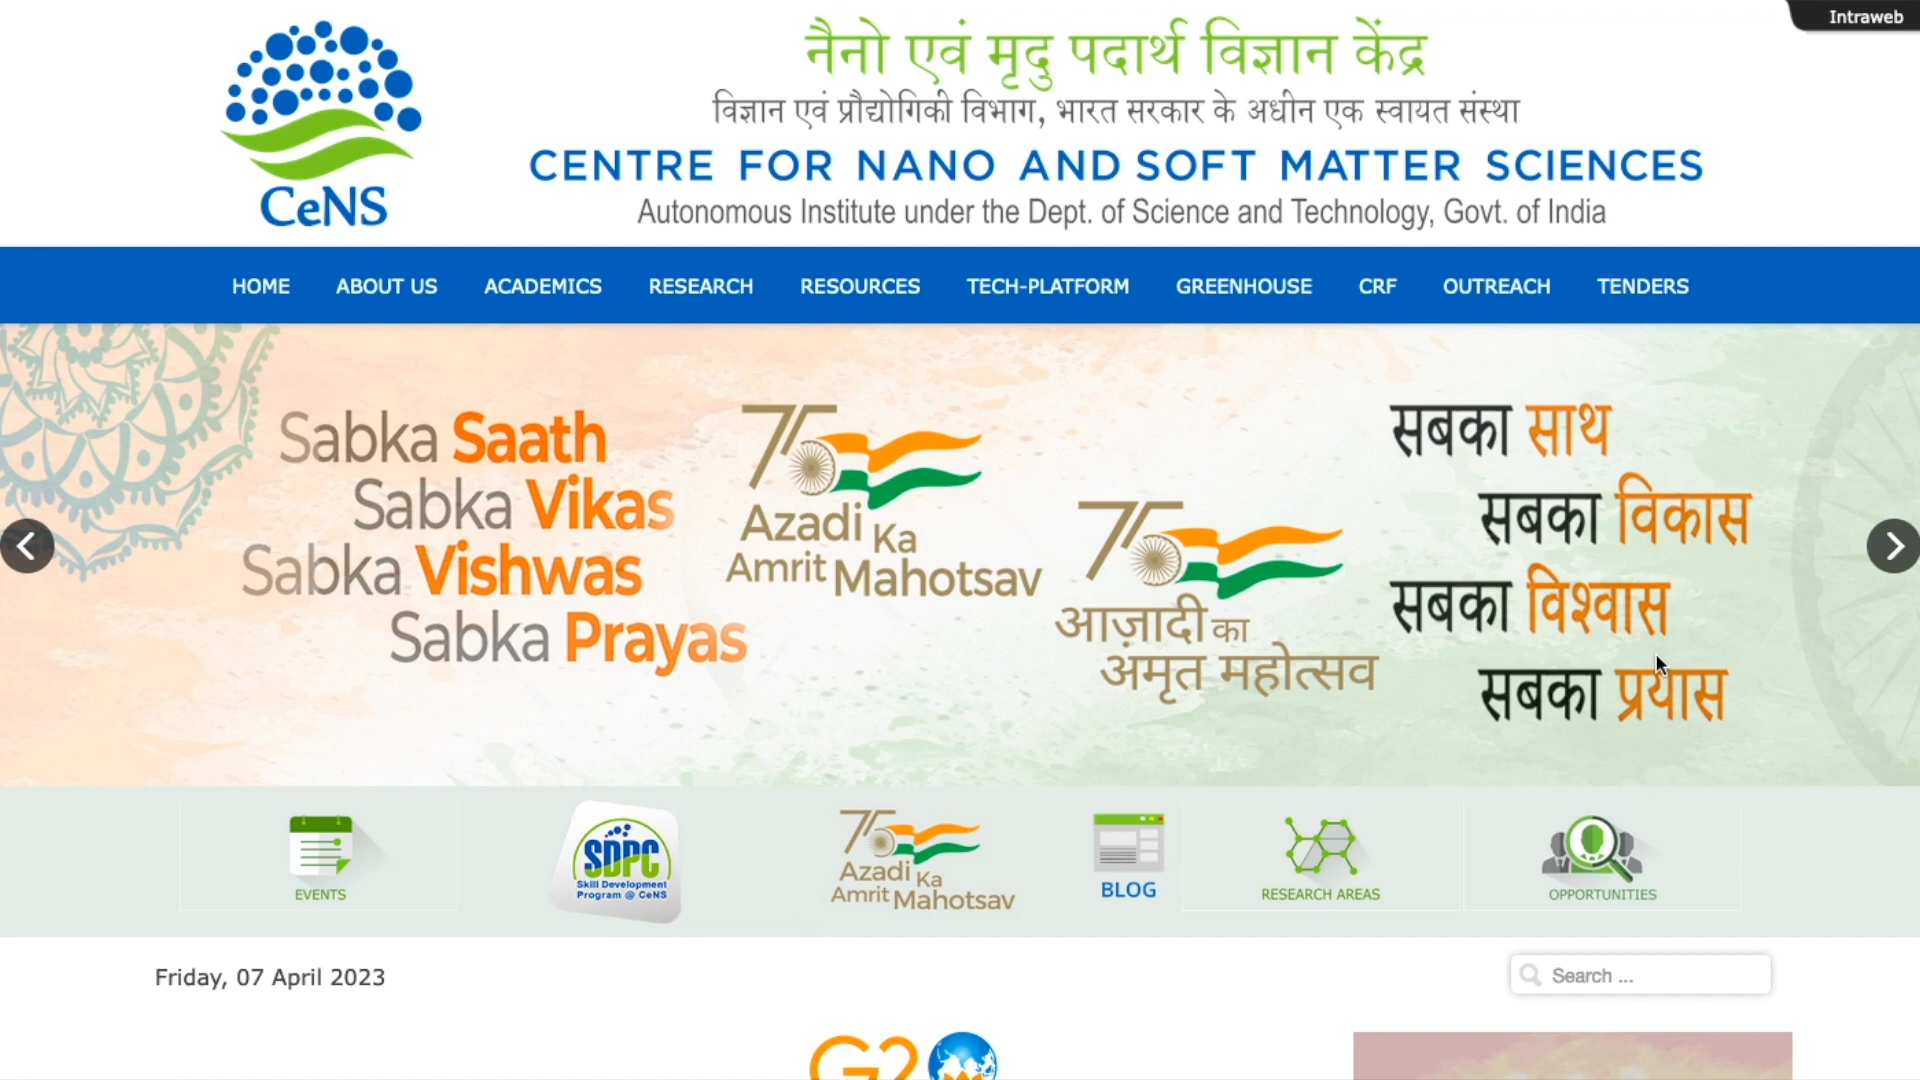 Intraweb
नैनो एवं मृदु पदार्थ विज्ञान केंद्र
विज्ञान एवं प्रौद्योगिकी विभाग, भारत सरकार के अधीन एक स्वायत संस्था
CENTRE FOR NANO AND SOFT MATTER SCIENCES
Autonomous Institute under the Dept. of Science and Technology, Govt. of India
CeNS
HOME ABOUT US ACADEMICS RESEARCH RESOURCES TECH-PLATFORM GREENHOUSE CRF OUTREACH TENDERS
Sabka Saath
Sabka Vikas
Sabka Vishwas
Sabka Prayas
75
Azadi Ka
Amrit Mahotsav
75
आज़ादी का
अमृत महोत्सव
सबका साथ
सबका विकास
सबका विश्वास
सबका प्रयास
EVENTS
SDPC
Skill Development
Program @ CeNS
75
Azadi Ka
Amrit Mahotsav
BLOG
RESEARCH AREAS
OPPORTUNITIES
Friday, 07 April 2023
Search ...
G20